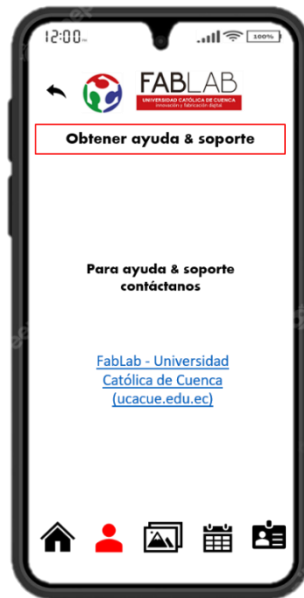 12:00
100%
FABLAB
UNIVERSIDAD CATÓLICA DE CUENCA
Innovación y fabricación digital
Obtener ayuda & soporte
Para ayuda & soporte
contáctanos
FabLab - Universidad
Católica de Cuenca
(ucacue.edu.ec)